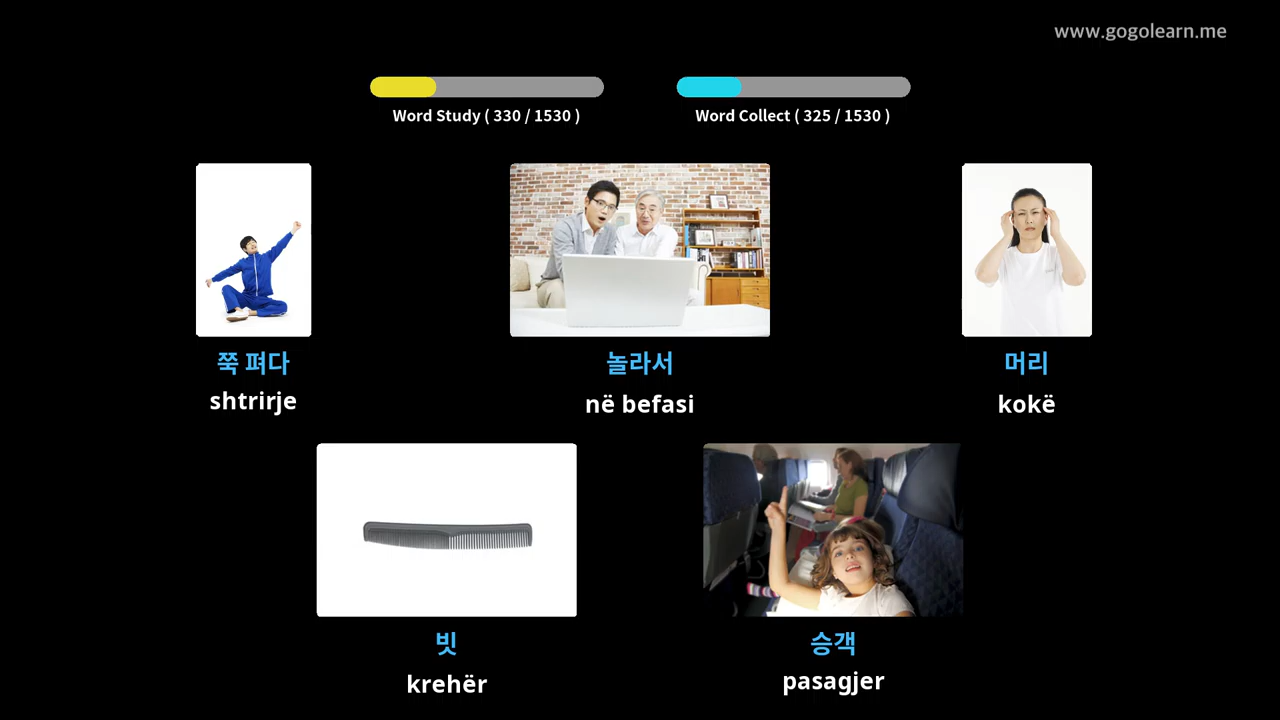 www.gogolearn.me
Word Study ( 330 / 1530 )
Word Collect ( 325 / 1530 )
쭉 펴다
놀라서
머리
shtrirje
në befasi
kokë
빗
승객
krehër
pasagjer